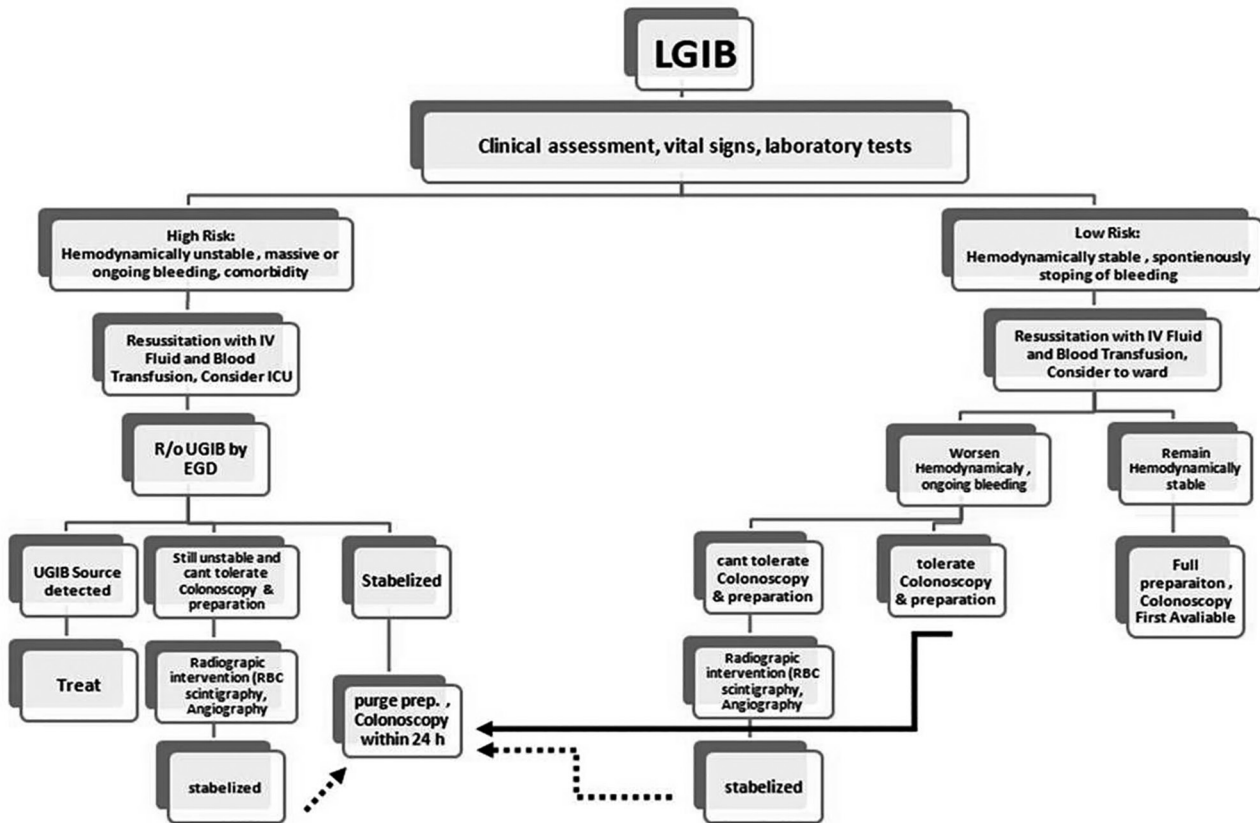 LGIB
Clinical assessment, vital signs, laboratory tests
High Risk:
Hemodynamically unstable , massive or
ongoing bleeding, comorbidity
Low Risk:
Hemodynamically stable , spontienously
stoping of bleeding
Resussitation with IV
Fluid and Blood
Transfusion, Consider ICU
Resussitation with IV Fluid
and Blood Transfusion,
Consider to ward
R/o UGIB by
EGD
Worsen
Hemodynamicaly ,
ongoing bleeding
Remain
Hemodynamically
stable
UGIB Source
detected
Still unstable and
cant tolerate
Colonoscopy &
preparation
Stabelized
cant tolerate
Colonoscopy
& preparation
tolerate
Colonoscopy
& preparation
Full
preparaiton ,
Colonoscopy
First Avaliable
Treat
Radiograpic
intervention (RBC
scintigraphy,
Angiography
purge prep. ,
Colonoscopy
within 24 h
Radiograpic
intervention (RBC
scintigraphy,
Angiography
stabelized
stabelized